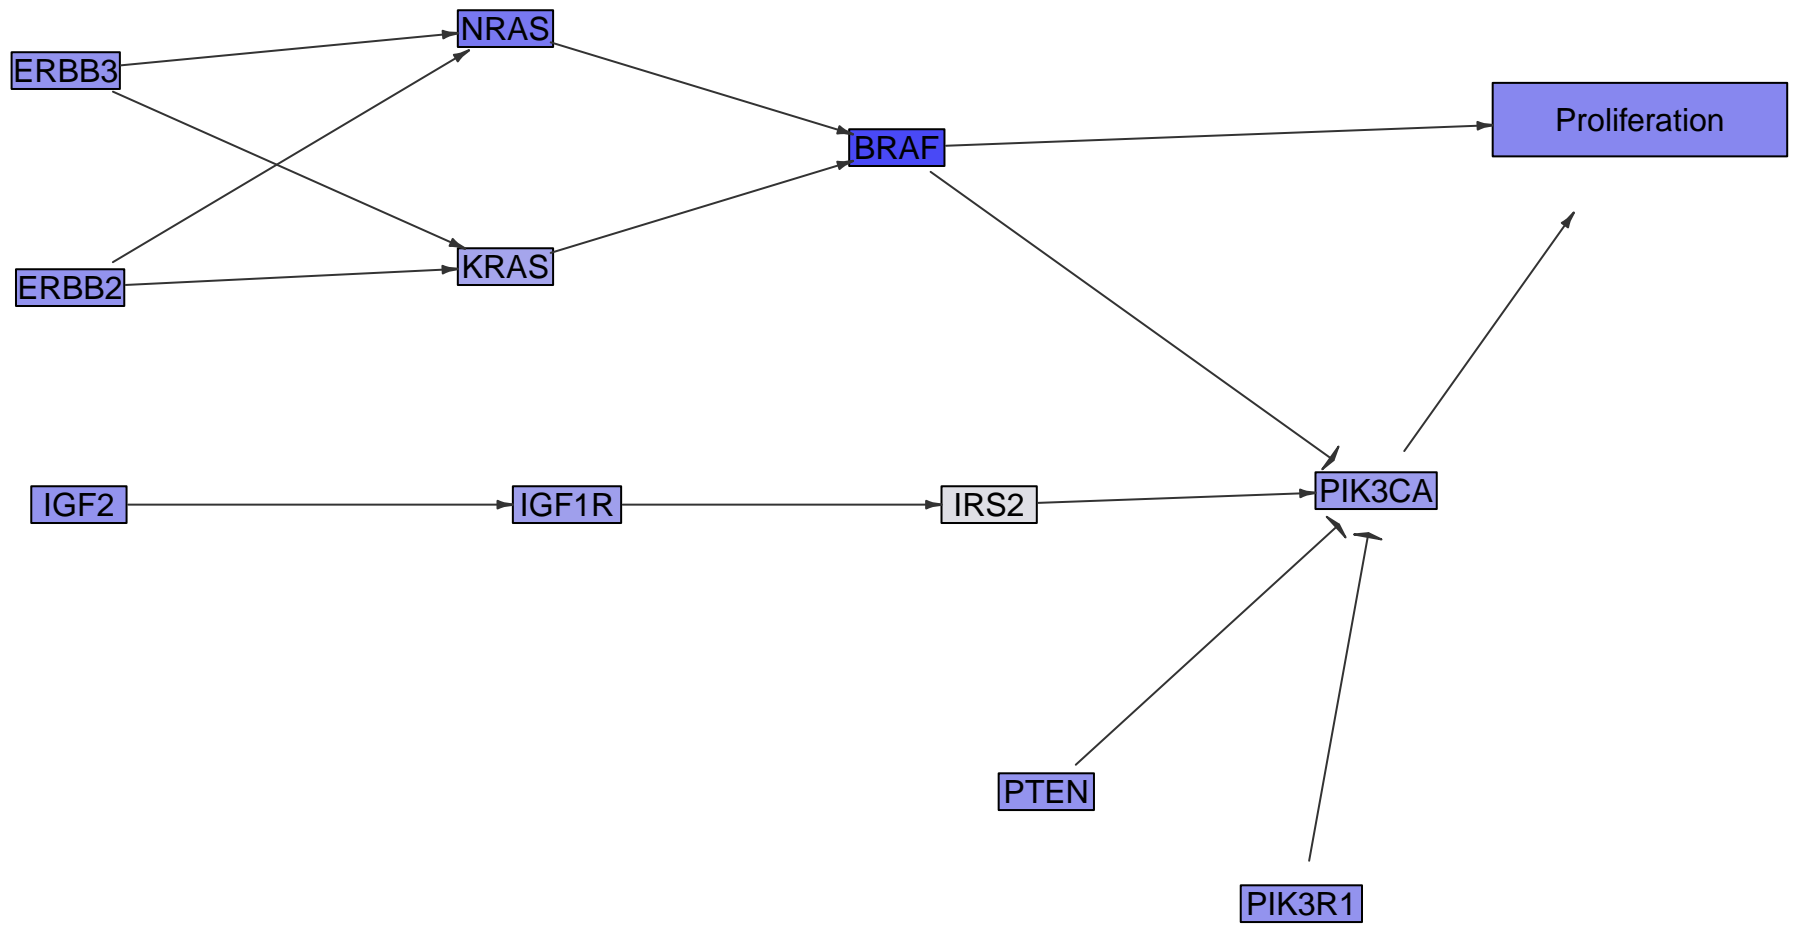 NRAS
ERBB3
Proliferation
BRAF
KRAS
ERBB2
PIK3CA
IGF2
IGF1R
IRS2
PTEN
PIK3R1